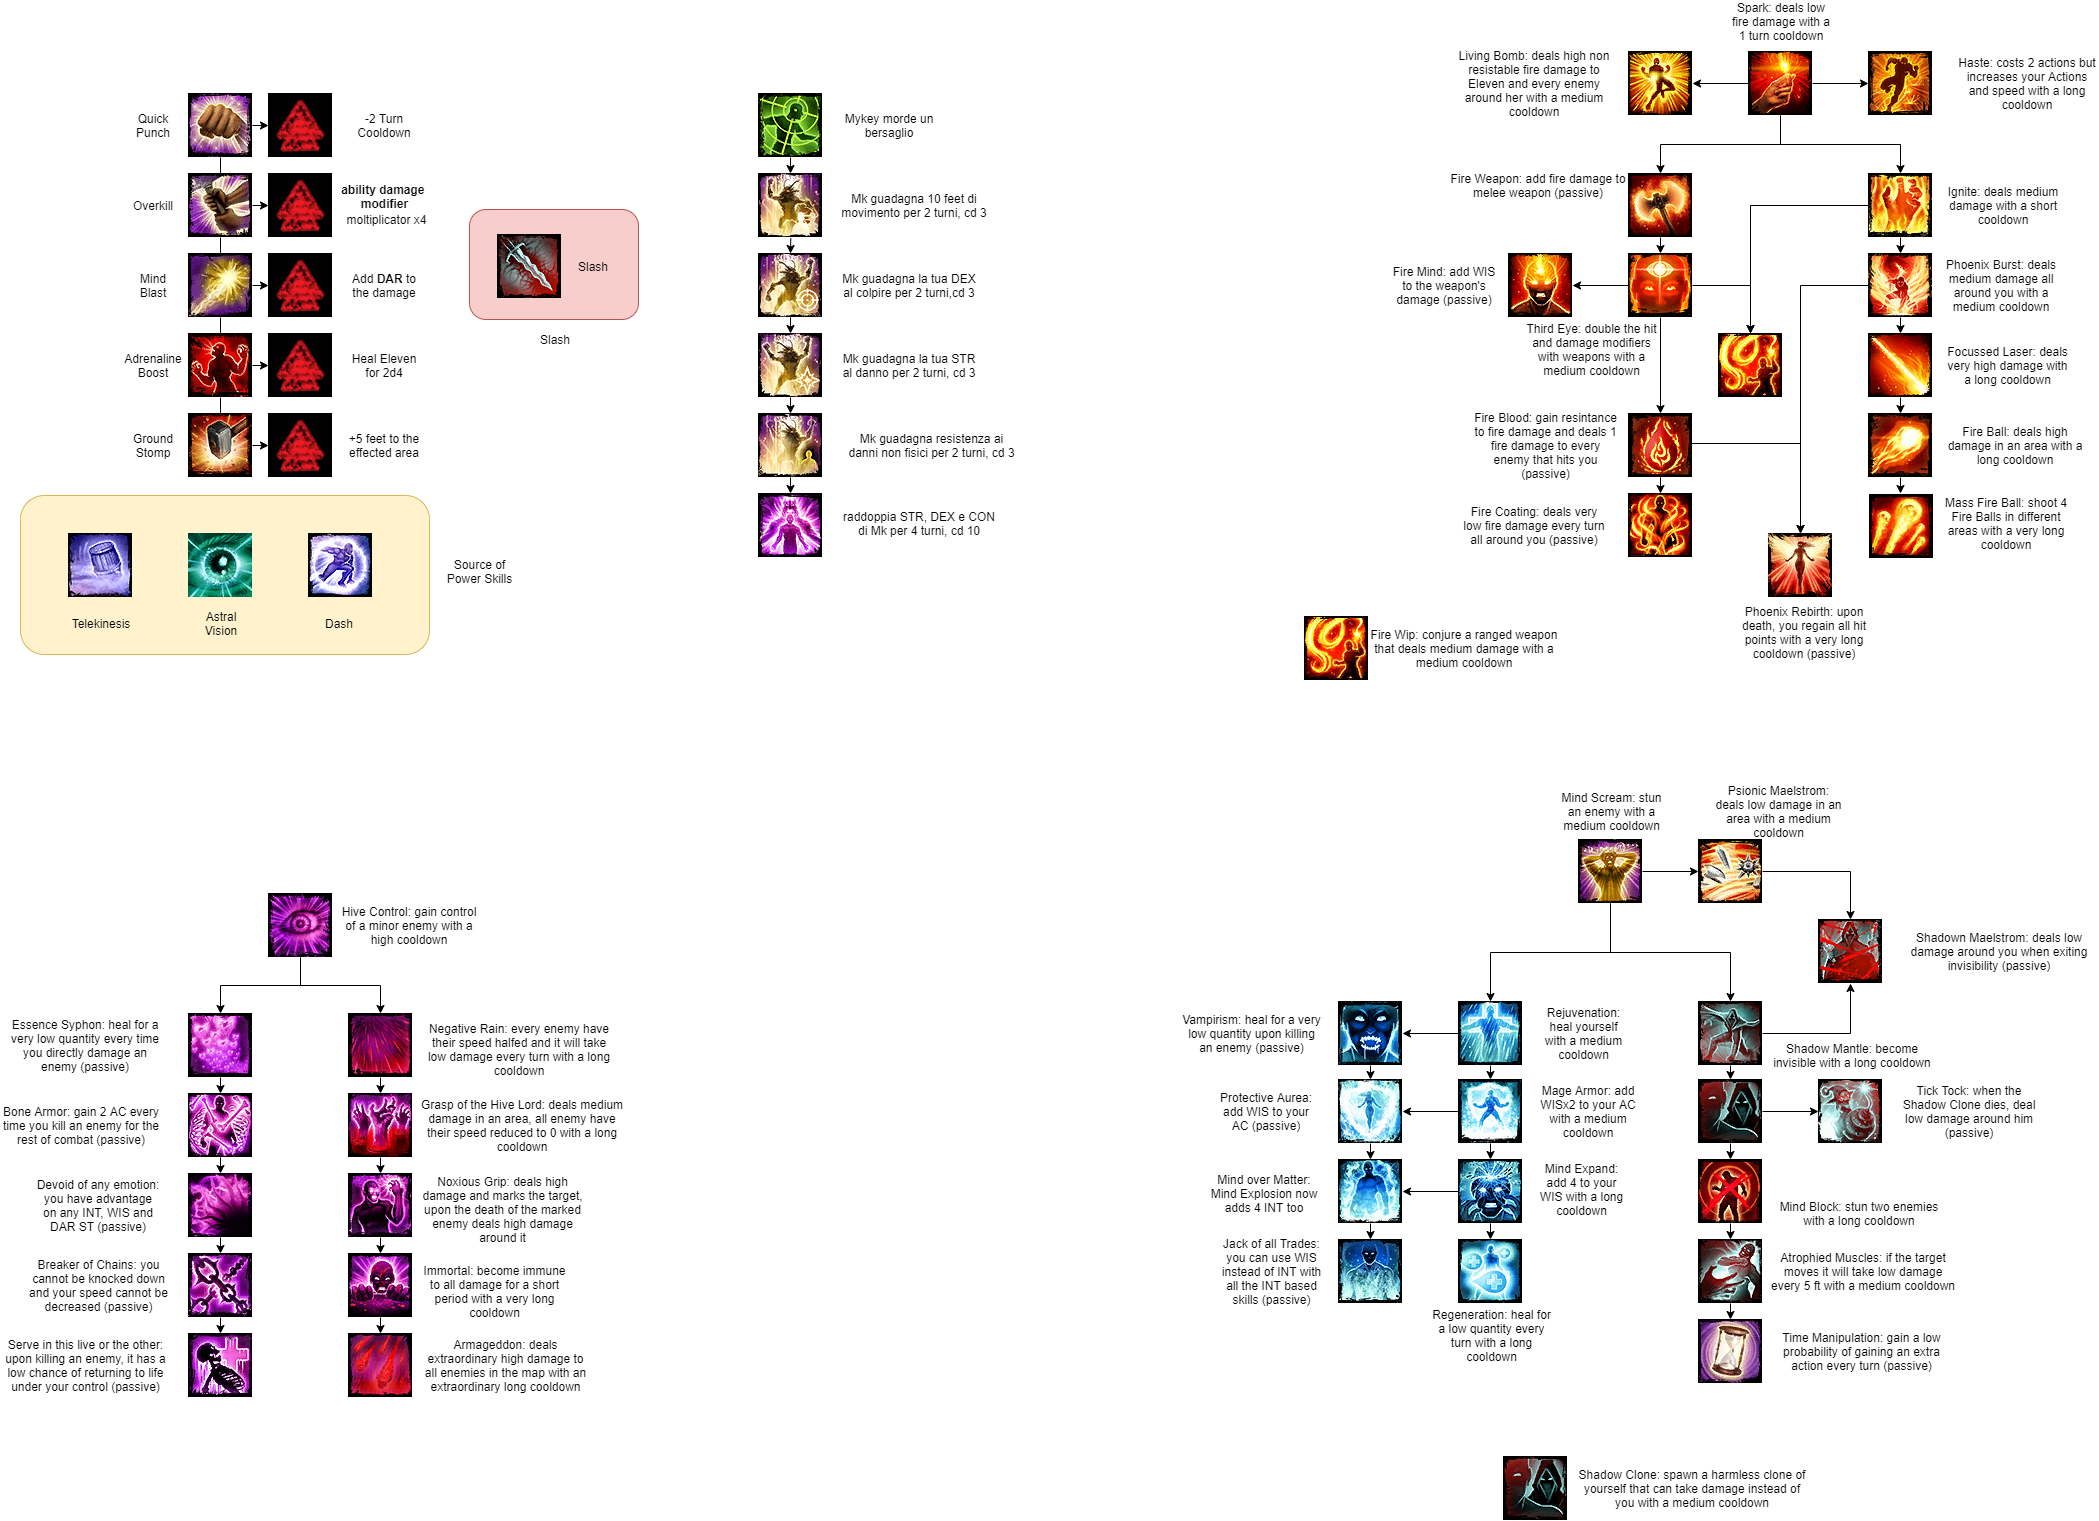 Quick
Punch
-2 Turn
Cooldown
Overkill
ability damage
modifier
moltiplicator x4
Mind
Blast
Add DAR to
the damage
Adrenaline
Boost
Heal Eleven
for 2d4
Ground
Stomp
+5 feet to the
effected area
Telekinesis
Astral
Vision
Dash
Source of
Power Skills
Slash
Slash
Mykey morde un
bersaglio
Mk guadagna 10 feet di
movimento per 2 turni, cd 3
Mk guadagna la tua DEX
al colpire per 2 turni,cd 3
Mk guadagna la tua STR
al danno per 2 turni, cd 3
Mk guadagna resistenza ai
danni non fisici per 2 turni, cd 3
raddoppia STR, DEX e CON
di Mk per 4 turni, cd 10
Spark: deals low
fire damage with a
1 turn cooldown
Living Bomb: deals high non
resistable fire damage to
Eleven and every enemy
around her with a medium
cooldown
Haste: costs 2 actions but
increases your Actions
and speed with a long
cooldown
Fire Weapon: add fire damage to
melee weapon (passive)
Ignite: deals medium
damage with a short
cooldown
Fire Mind: add WIS
to the weapon's
damage (passive)
Third Eye: double the hit
and damage modifiers
with weapons with a
medium cooldown
Phoenix Burst: deals
medium damage all
around you with a
medium cooldown
Focussed Laser: deals
very high damage with
a long cooldown
Fire Blood: gain resintance
to fire damage and deals 1
fire damage to every
enemy that hits you
(passive)
Fire Ball: deals high
damage in an area with a
long cooldown
Fire Coating: deals very
low fire damage every turn
all around you (passive)
Mass Fire Ball: shoot 4
Fire Balls in different
areas with a very long
cooldown
Phoenix Rebirth: upon
death, you regain all hit
points with a very long
cooldown (passive)
Fire Wip: conjure a ranged weapon
that deals medium damage with a
medium cooldown
Hive Control: gain control
of a minor enemy with a
high cooldown
Essence Syphon: heal for a
very low quantity every time
you directly damage an
enemy (passive)
Negative Rain: every enemy have
their speed halfed and it will take
low damage every turn with a long
cooldown
Bone Armor: gain 2 AC every
time you kill an enemy for the
rest of combat (passive)
Grasp of the Hive Lord: deals medium
damage in an area, all enemy have
their speed reduced to 0 with a long
cooldown
Devoid of any emotion:
you have advantage
on any INT, WIS and
DAR ST (passive)
Noxious Grip: deals high
damage and marks the target,
upon the death of the marked
enemy deals high damage
around it
Breaker of Chains: you
cannot be knocked down
and your speed cannot be
decreased (passive)
Immortal: become immune
to all damage for a short
period with a very long
cooldown
Serve in this live or the other:
upon killing an enemy, it has a
low chance of returning to life
under your control (passive)
Armageddon: deals
extraordinary high damage to
all enemies in the map with an
extraordinary long cooldown
Mind Scream: stun
an enemy with a
medium cooldown
Psionic Maelstrom:
deals low damage in an
area with a medium
cooldown
Shadown Maelstrom: deals low
damage around you when exiting
invisibility (passive)
Vampirism: heal for a very
low quantity upon killing
an enemy (passive)
Rejuvenation:
heal yourself
with a medium
cooldown
Shadow Mantle: become
invisible with a long cooldown
Protective Aurea:
add WIS to your
AC (passive)
Mage Armor: add
WISx2 to your AC
with a medium
cooldown
Tick Tock: when the
Shadow Clone dies, deal
low damage around him
(passive)
Mind over Matter:
Mind Explosion now
adds 4 INT too
Mind Expand:
add 4 to your
WIS with a long
cooldown
Mind Block: stun two enemies
with a long cooldown
Jack of all Trades:
you can use WIS
instead of INT with
all the INT based
skills (passive)
Regeneration: heal for
a low quantity every
turn with a long
cooldown
Atrophied Muscles: if the target
moves it will take low damage
every 5 ft with a medium cooldown
Time Manipulation: gain a low
probability of gaining an extra
action every turn (passive)
Shadow Clone: spawn a harmless clone of
yourself that can take damage instead of
you with a medium cooldown